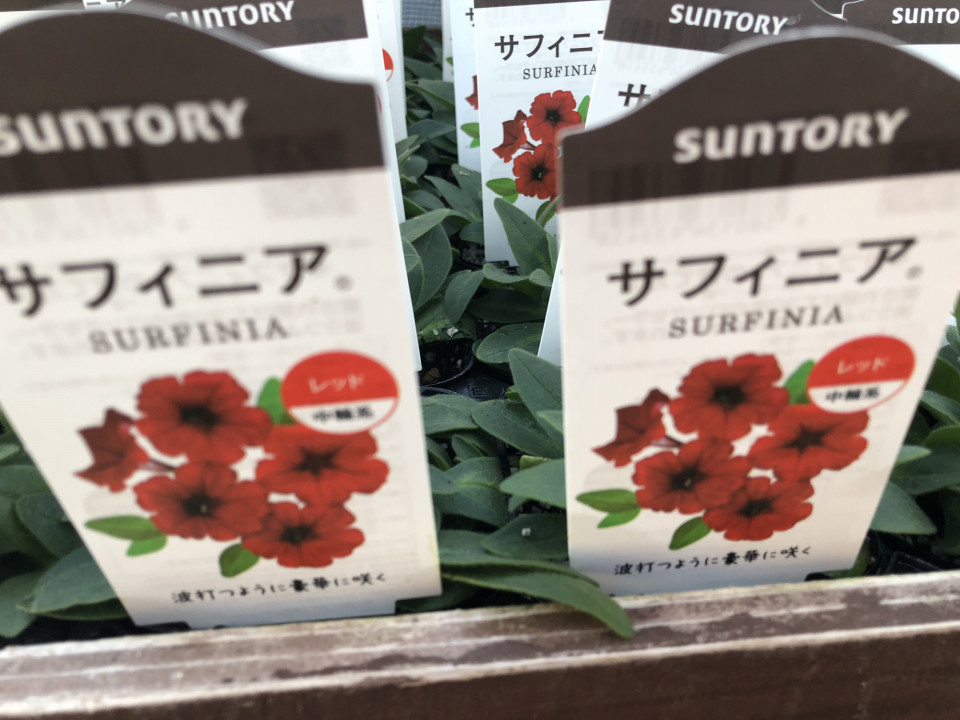 SUNTORY
SUNTORY
SUNTO
サフィニ
SURFINIA
SUNTORY
サフィニア®
SURFINIA
レッド
中輪系
波打つように豪華に咲く
SUNTORY
サフィニア®
SURFINIA
レッド
中輪系
波打つように豪華に咲く